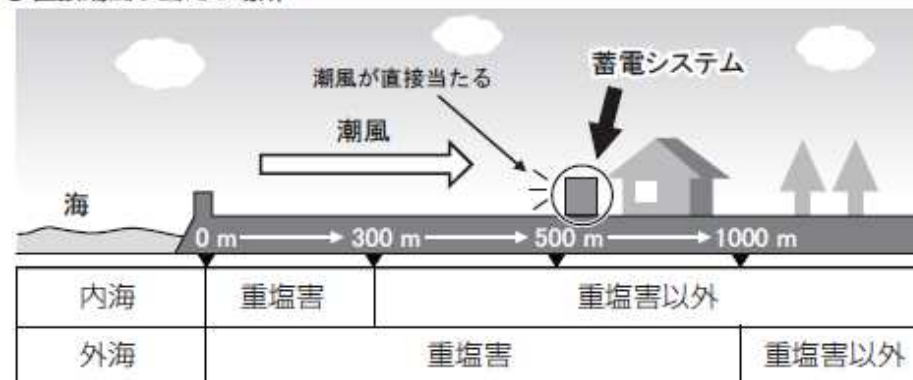 蓄電システム
潮風が直接当たる
潮風
海
0 m 300 m 500 m 1000 m
内海 重塩害 重塩害以外
外海 重塩害 重塩害以外